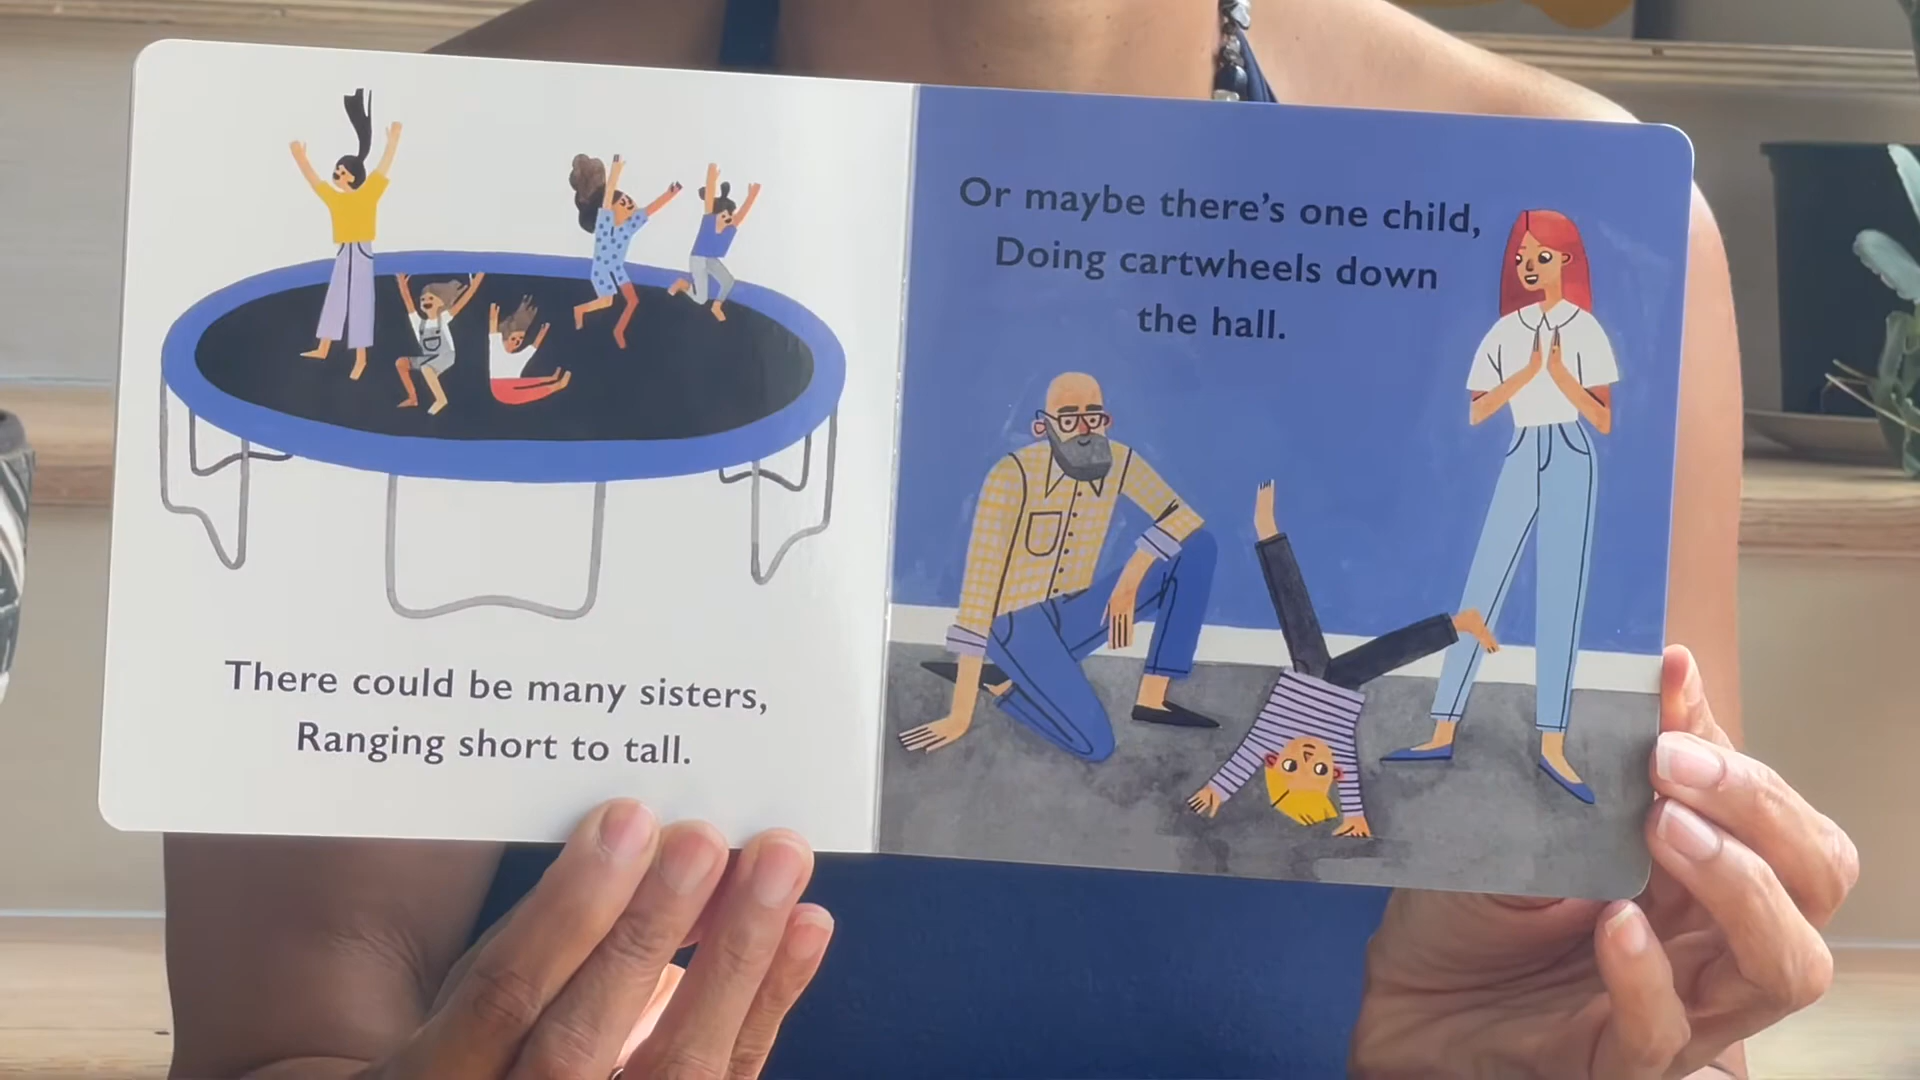 There could be many sisters,
Ranging short to tall.
Or maybe there's one child,
Doing cartwheels down
the hall.